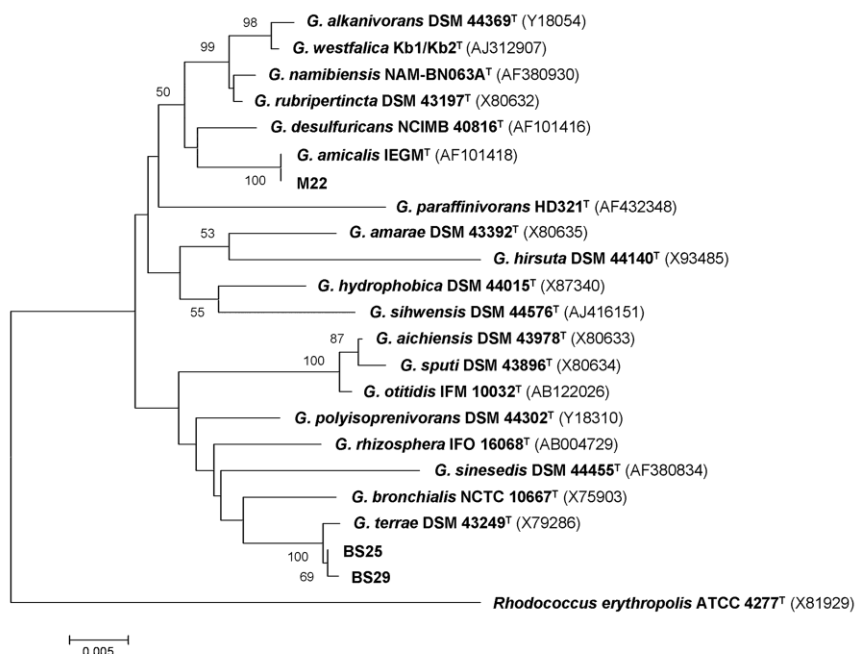 98
G. alkanivorans DSM 44369ᵀ (Y18054)
99
G. westfalica Kb1/Kb2ᵀ (AJ312907)
G. namibiensis NAM-BN063Aᵀ (AF380930)
50
G. rubripertincta DSM 43197ᵀ (X80632)
G. desulfuricans NCIMB 40816ᵀ (AF101416)
G. amicalis IEGMᵀ (AF101418)
100
M22
G. paraffinivorans HD321ᵀ (AF432348)
53
G. amarae DSM 43392ᵀ (X80635)
G. hirsuta DSM 44140ᵀ (X93485)
G. hydrophobica DSM 44015ᵀ (X87340)
55
G. sihwensis DSM 44576ᵀ (AJ416151)
87
G. aichiensis DSM 43978ᵀ (X80633)
100
G. sputi DSM 43896ᵀ (X80634)
G. otitidis IFM 10032ᵀ (AB122026)
G. polyisoprenivorans DSM 44302ᵀ (Y18310)
G. rhizosphera IFO 16068ᵀ (AB004729)
G. sinesedis DSM 44455ᵀ (AF380834)
G. bronchialis NCTC 10667ᵀ (X75903)
G. terrae DSM 43249ᵀ (X79286)
100
BS25
69
BS29
Rhodococcus erythropolis ATCC 4277ᵀ (X81929)
0.005